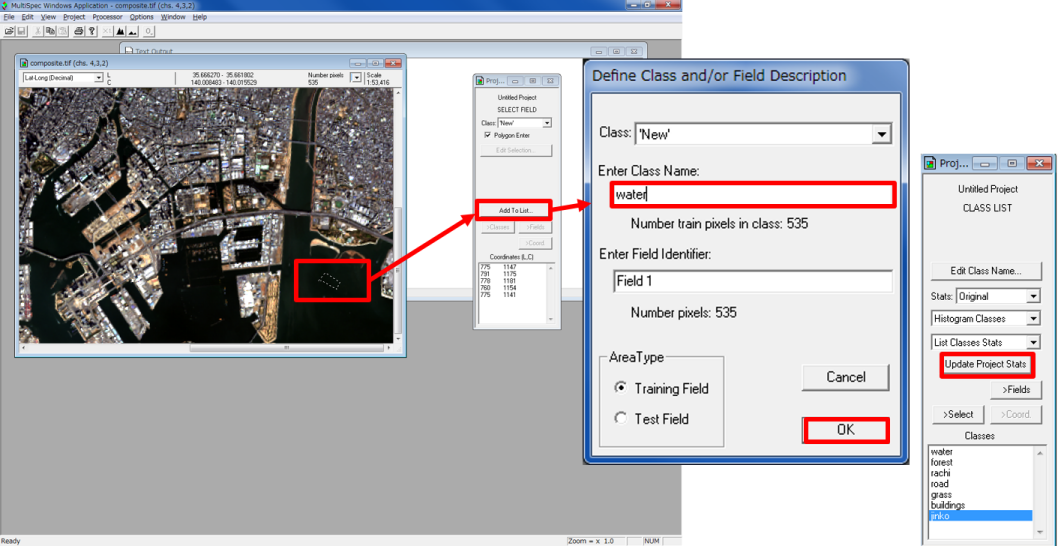 MultiSpec Windows Application - composite.tif (chs. 4,3,2)
File Edit View Project Processor Options Window Help
Text Output
composite.tif (chs. 4,3,2)
Lat-Long (Decimal)
L
C
35.666270 - 35.661802
140.008483 - 140.015529
Number pixels
535
Scale
1:53,416
Proj...
Untitled Project
SELECT FIELD
Class: 'New'
Polygon Enter
Edit Selection...
Add To List...
>Classes >Fields
>Coord
Coordinates (L,C)
775 1147
791 1175
778 1181
760 1154
775 1141
Define Class and/or Field Description
Class: 'New'
Enter Class Name:
water
Number train pixels in class: 535
Enter Field Identifier:
Field 1
Number pixels: 535
AreaType
Training Field
Test Field
Cancel
OK
Proj...
Untitled Project
CLASS LIST
Edit Class Name...
Stats: Original
Histogram Classes
List Classes Stats
Update Project Stats
>Fields
>Select >Coord
Classes
water
forest
rachi
road
grass
buildings
jinko
Ready
Zoom = x 1.0
NUM